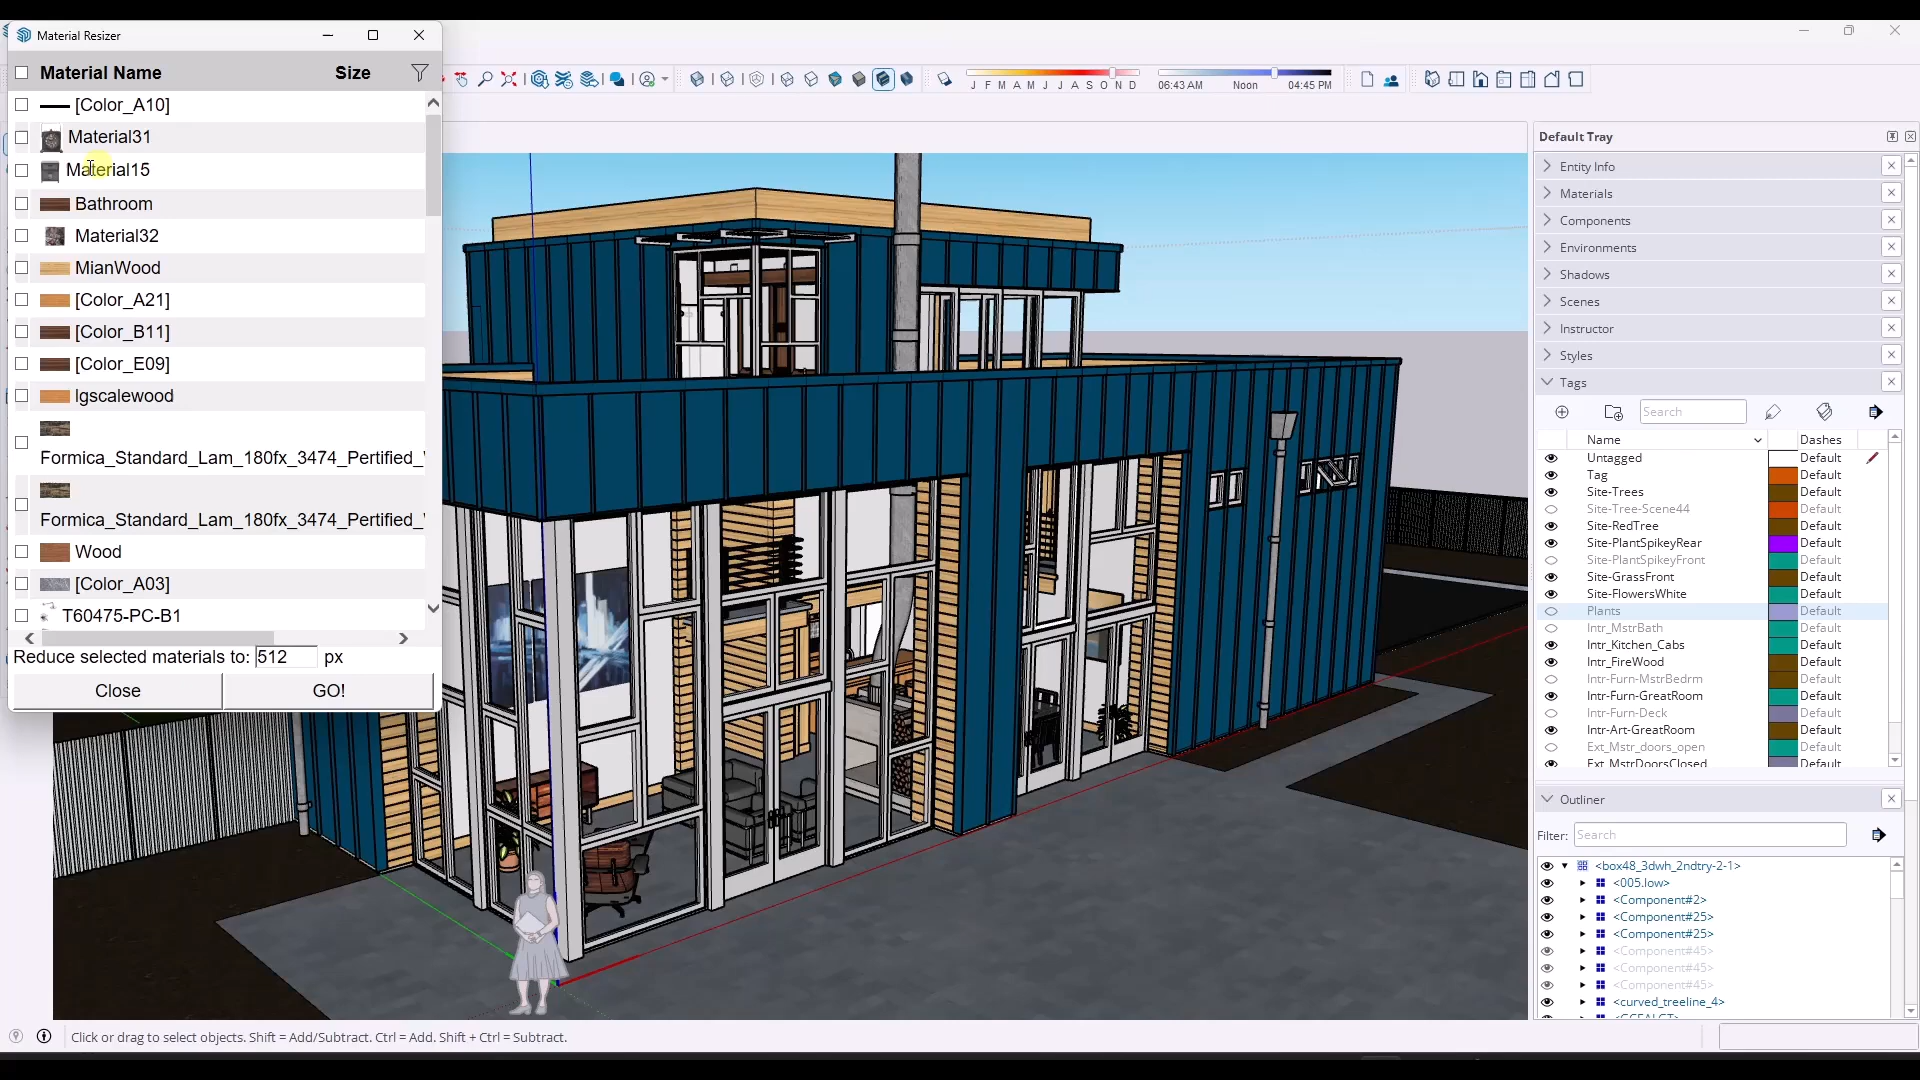 Material Resizer
Material Name Size
[Color_A10]
Material31
Material15
Bathroom
Material32
MianWood
[Color_A21]
[Color_B11]
[Color_E09]
lgscalewood
Formica_Standard_Lam_180fx_3474_Pertified_
Formica_Standard_Lam_180fx_3474_Pertified_
Wood
[Color_A03]
T60475-PC-B1
Reduce selected materials to: 512 px
Close GO!
J F M A M J J A S O N D
06:43 AM Noon 04:45 PM
Default Tray
Entity Info
Materials
Components
Environments
Shadows
Scenes
Instructor
Styles
Tags
Search
Name Dashes
Untagged Default
Tag Default
Site-Trees Default
Site-Tree-Scene44 Default
Site-RedTree Default
Site-PlantSpikeyRear Default
Site-PlantSpikeyFront Default
Site-GrassFront Default
Site-FlowersWhite Default
Plants Default
Intr_MstrBath Default
Intr_Kitchen_Cabs Default
Intr_FireWood Default
Intr-Furn-MstrBedrm Default
Intr-Furn-GreatRoom Default
Intr-Furn-Deck Default
Intr-Art-GreatRoom Default
Ext_Mstr_doors_open Default
Ext_MstrDoorsClosed Default
Outliner
Filter: Search
<box48_3dwh_2ndtry-2-1>
<005.low>
<Component#2>
<Component#25>
<Component#25>
<Component#45>
<Component#45>
<Component#45>
<curved_treeline_4>
Click or drag to select objects. Shift = Add/Subtract. Ctrl = Add. Shift + Ctrl = Subtract.